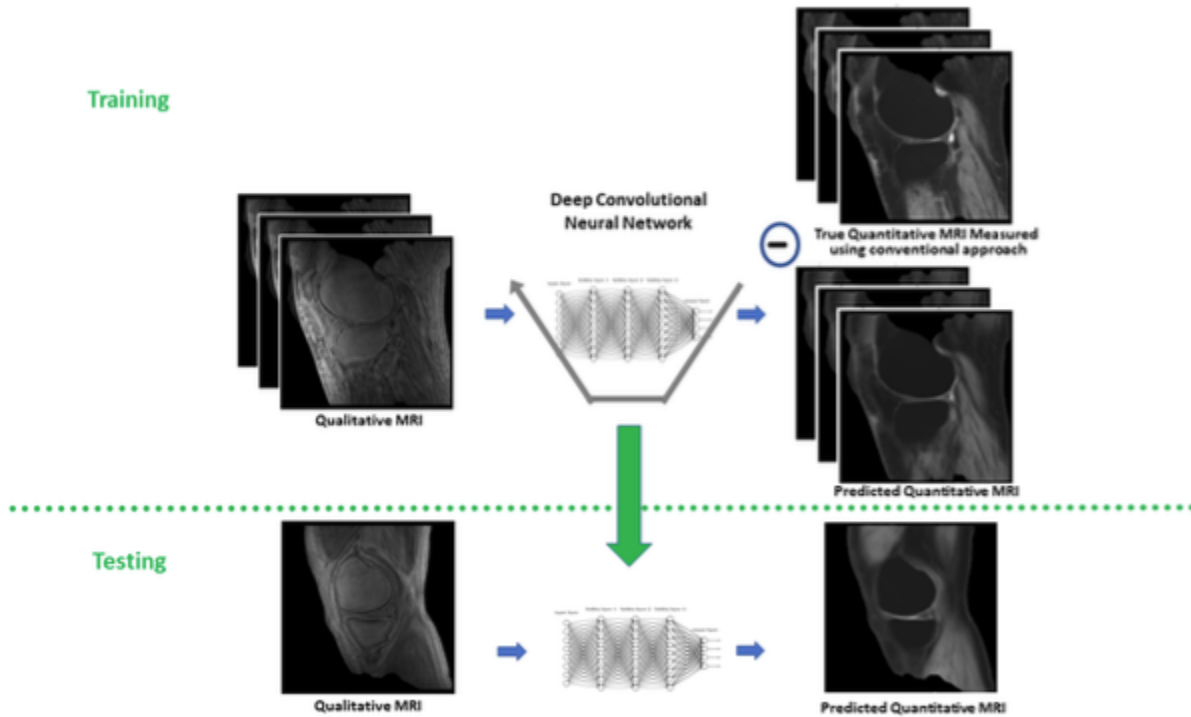 Training
Deep Convolutional
Neural Network
True Quantitative MRI Measured
using conventional approach
Qualitative MRI
Predicted Quantitative MRI
Testing
Qualitative MRI
Predicted Quantitative MRI